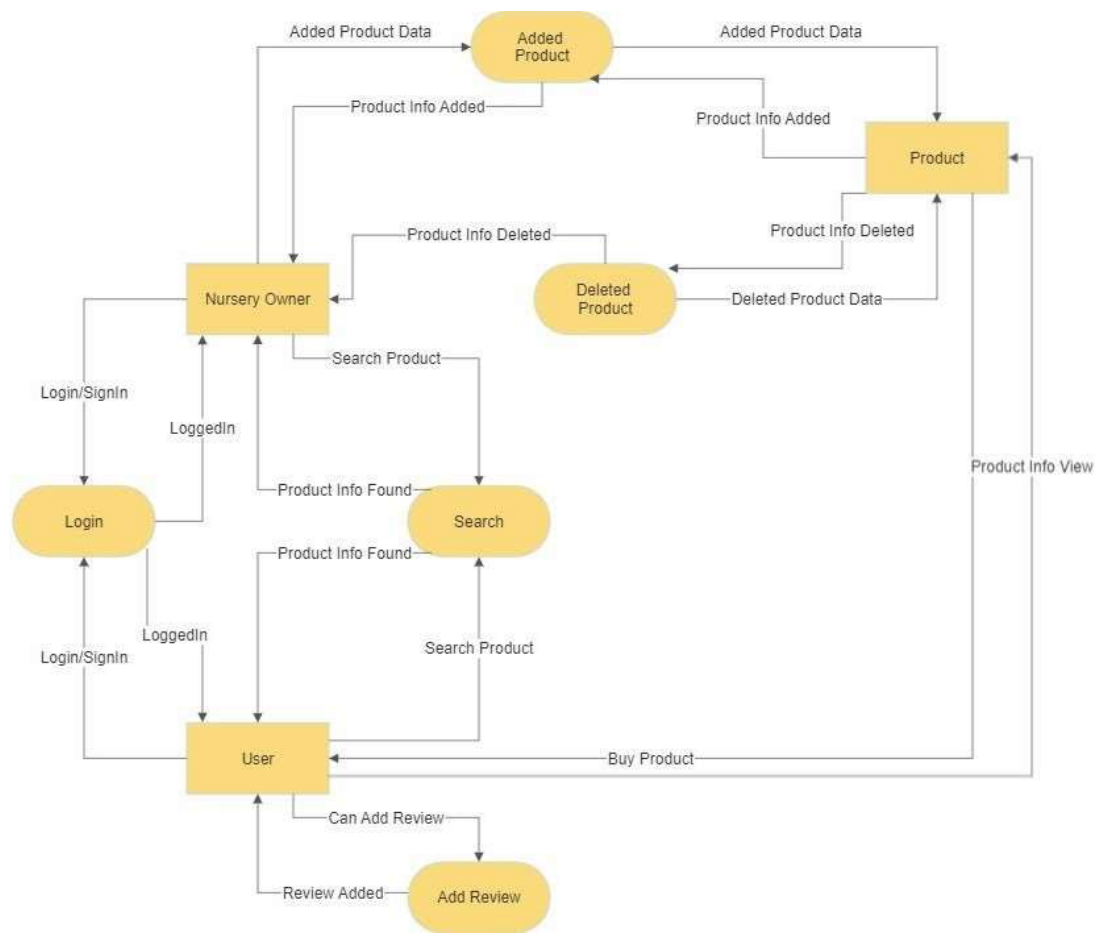 Added Product Data
Added
Product
Added Product Data
Product Info Added
Product Info Added
Product
Product Info Deleted
Product Info Deleted
Nursery Owner
Deleted
Product
Deleted Product Data
Search Product
Login/SignIn
LoggedIn
Product Info View
Product Info Found
Login
Search
Product Info Found
LoggedIn
Search Product
Login/SignIn
User
Buy Product
Can Add Review
Review Added
Add Review